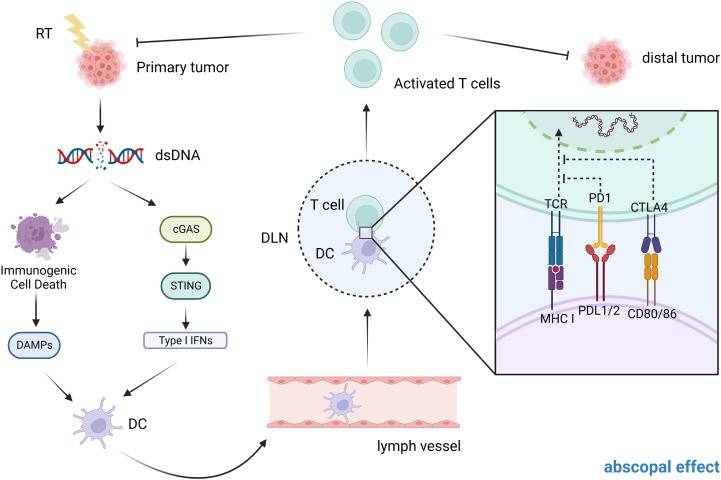 RT
Primary tumor
Activated T cells
distal tumor
dsDNA
Immunogenic
Cell Death
cGAS
STING
DAMPs
Type I IFNs
DC
T cell
DLN
DC
lymph vessel
TCR
PD1
CTLA4
MHC I
PDL1/2
CD80/86
abscopal effect